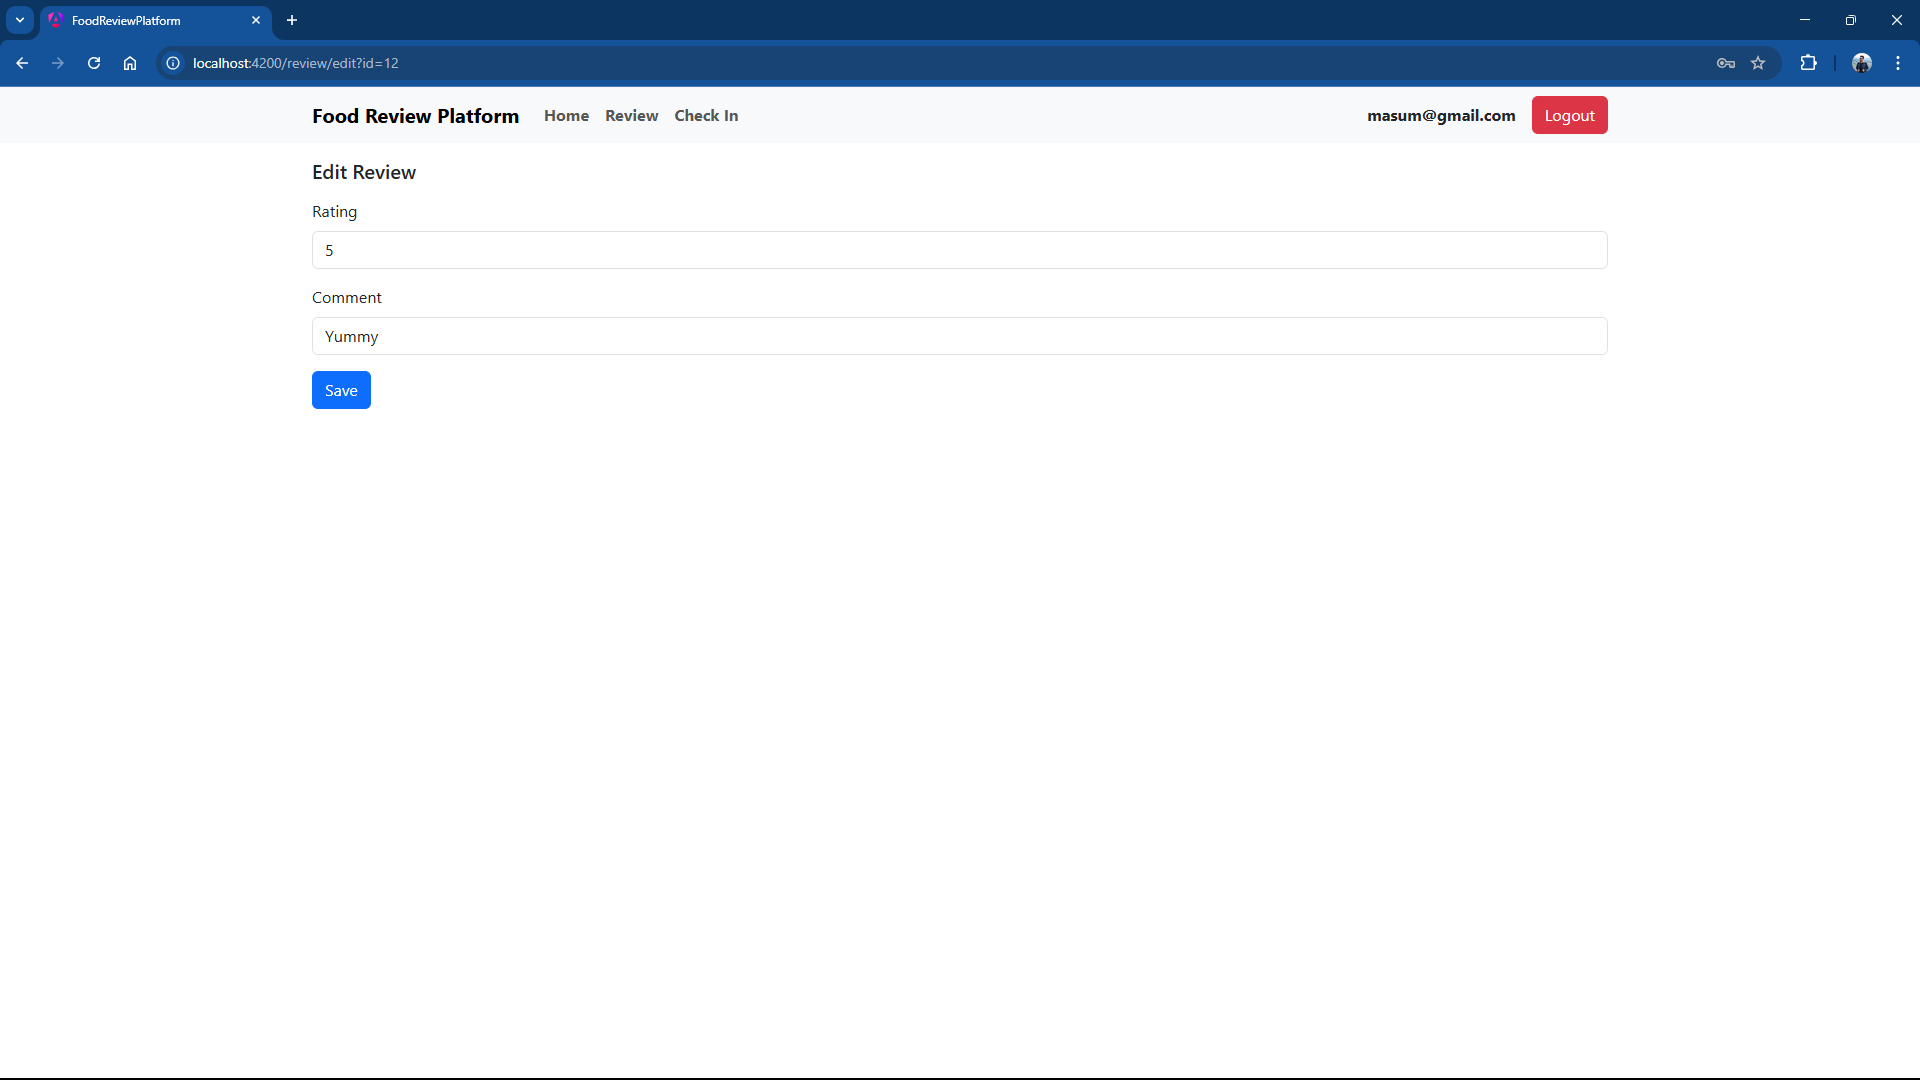 FoodReviewPlatform
localhost:4200/review/edit?id=12
Food Review Platform Home Review Check In masum@gmail.com Logout
Edit Review
Rating
5
Comment
Yummy
Save